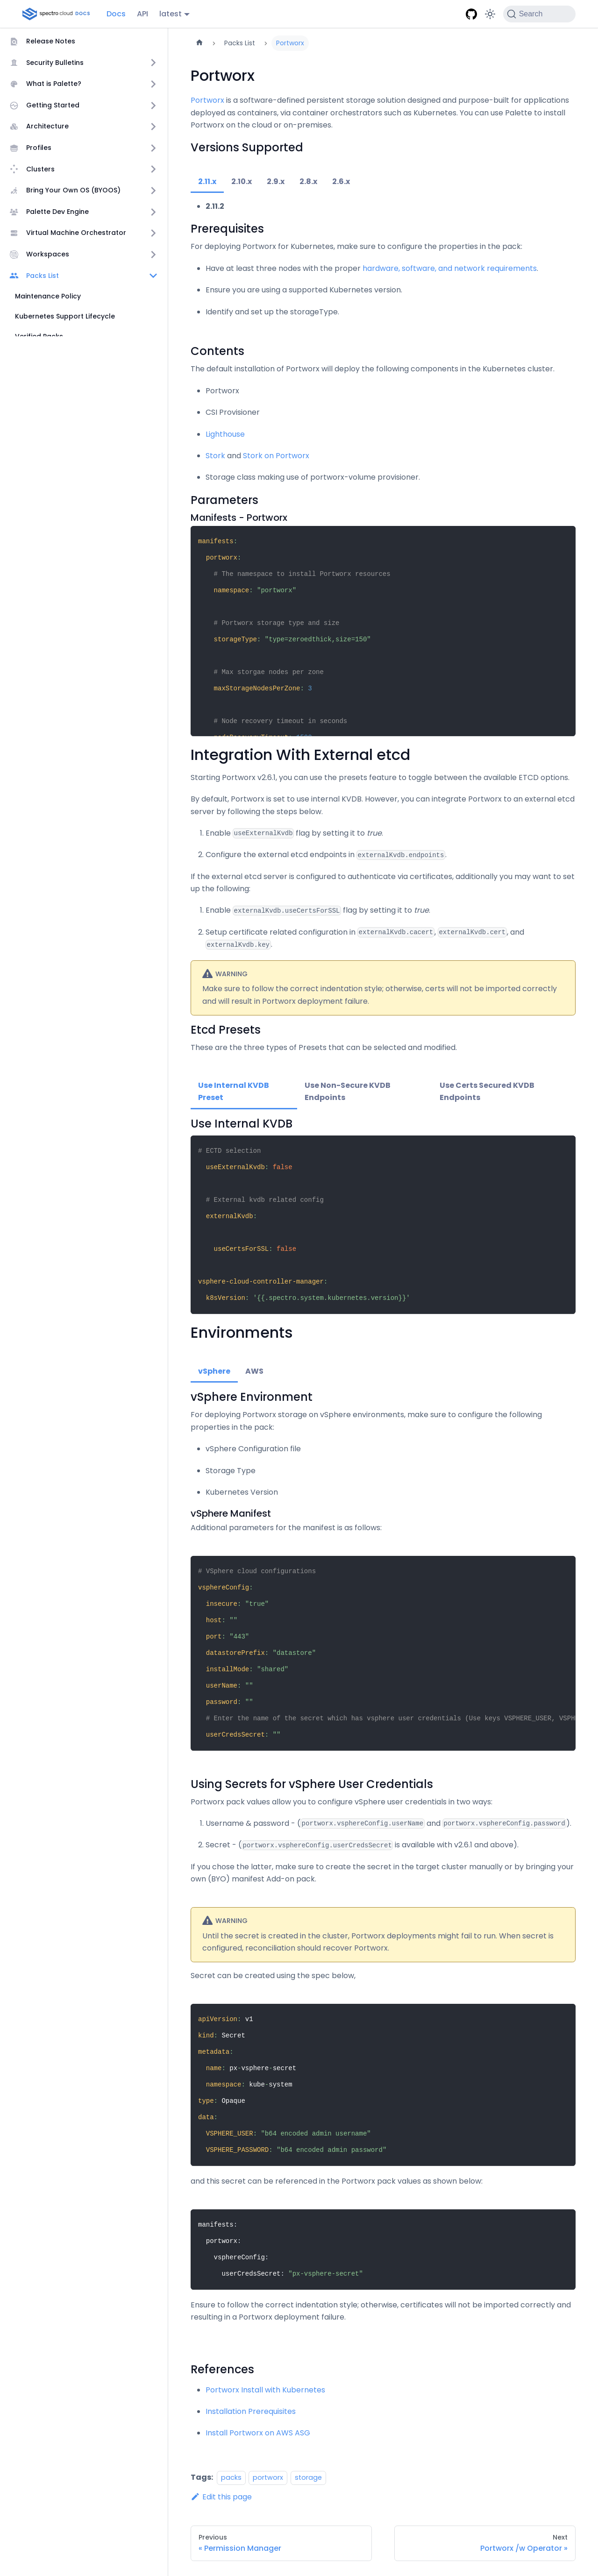 spectro cloud DOCS Docs API latest Search
Release Notes
Security Bulletins
What is Palette?
Getting Started
Architecture
Profiles
Clusters
Bring Your Own OS (BYOOS)
Palette Dev Engine
Virtual Machine Orchestrator
Workspaces
Packs List
Maintenance Policy
Kubernetes Support Lifecycle
Verified Packs
Packs List › Portworx
Portworx
Portworx is a software-defined persistent storage solution designed and purpose-built for applications
deployed as containers, via container orchestrators such as Kubernetes. You can use Palette to install
Portworx on the cloud or on-premises.
Versions Supported
2.11.x 2.10.x 2.9.x 2.8.x 2.6.x
• 2.11.2
Prerequisites
For deploying Portworx for Kubernetes, make sure to configure the properties in the pack:
• Have at least three nodes with the proper hardware, software, and network requirements.
• Ensure you are using a supported Kubernetes version.
• Identify and set up the storageType.
Contents
The default installation of Portworx will deploy the following components in the Kubernetes cluster.
• Portworx
• CSI Provisioner
• Lighthouse
• Stork and Stork on Portworx
• Storage class making use of portworx-volume provisioner.
Parameters
Manifests - Portworx
manifests:
portworx:
# The namespace to install Portworx resources
namespace: "portworx"
# Portworx storage type and size
storageType: "type=zeroedthick,size=150"
# Max storgae nodes per zone
maxStorageNodesPerZone: 3
# Node recovery timeout in seconds
Integration With External etcd
Starting Portworx v2.6.1, you can use the presets feature to toggle between the available ETCD options.
By default, Portworx is set to use internal KVDB. However, you can integrate Portworx to an external etcd
server by following the steps below.
1. Enable useExternalKvdb flag by setting it to true.
2. Configure the external etcd endpoints in externalKvdb.endpoints.
If the external etcd server is configured to authenticate via certificates, additionally you may want to set
up the following:
1. Enable externalKvdb.useCertsForSSL flag by setting it to true.
2. Setup certificate related configuration in externalKvdb.cacert, externalKvdb.cert, and
externalKvdb.key.
WARNING
Make sure to follow the correct indentation style; otherwise, certs will not be imported correctly
and will result in Portworx deployment failure.
Etcd Presets
These are the three types of Presets that can be selected and modified.
Use Internal KVDB Preset Use Non-Secure KVDB Endpoints Use Certs Secured KVDB Endpoints
Use Internal KVDB
# ECTD selection
useExternalKvdb: false
# External kvdb related config
externalKvdb:
useCertsForSSL: false
vsphere-cloud-controller-manager:
k8sVersion: '{{.spectro.system.kubernetes.version}}'
Environments
vSphere AWS
vSphere Environment
For deploying Portworx storage on vSphere environments, make sure to configure the following
properties in the pack:
• vSphere Configuration file
• Storage Type
• Kubernetes Version
vSphere Manifest
Additional parameters for the manifest is as follows:
# VSphere cloud configurations
vsphereConfig:
insecure: "true"
host: ""
port: "443"
datastorePrefix: "datastore"
installMode: "shared"
userName: ""
password: ""
# Enter the name of the secret which has vsphere user credentials (Use keys VSPHERE_USER, VSPH
userCredsSecret: ""
Using Secrets for vSphere User Credentials
Portworx pack values allow you to configure vSphere user credentials in two ways:
1. Username & password - (portworx.vsphereConfig.userName and portworx.vsphereConfig.password).
2. Secret - (portworx.vsphereConfig.userCredsSecret is available with v2.6.1 and above).
If you chose the latter, make sure to create the secret in the target cluster manually or by bringing your
own (BYO) manifest Add-on pack.
WARNING
Until the secret is created in the cluster, Portworx deployments might fail to run. When secret is
configured, reconciliation should recover Portworx.
Secret can be created using the spec below,
apiVersion: v1
kind: Secret
metadata:
name: px-vsphere-secret
namespace: kube-system
type: Opaque
data:
VSPHERE_USER: "b64 encoded admin username"
VSPHERE_PASSWORD: "b64 encoded admin password"
and this secret can be referenced in the Portworx pack values as shown below:
manifests:
portworx:
vsphereConfig:
userCredsSecret: "px-vsphere-secret"
Ensure to follow the correct indentation style; otherwise, certificates will not be imported correctly and
resulting in a Portworx deployment failure.
References
• Portworx Install with Kubernetes
• Installation Prerequisites
• Install Portworx on AWS ASG
Tags: packs portworx storage
Edit this page
Previous
« Permission Manager
Next
Portworx /w Operator »